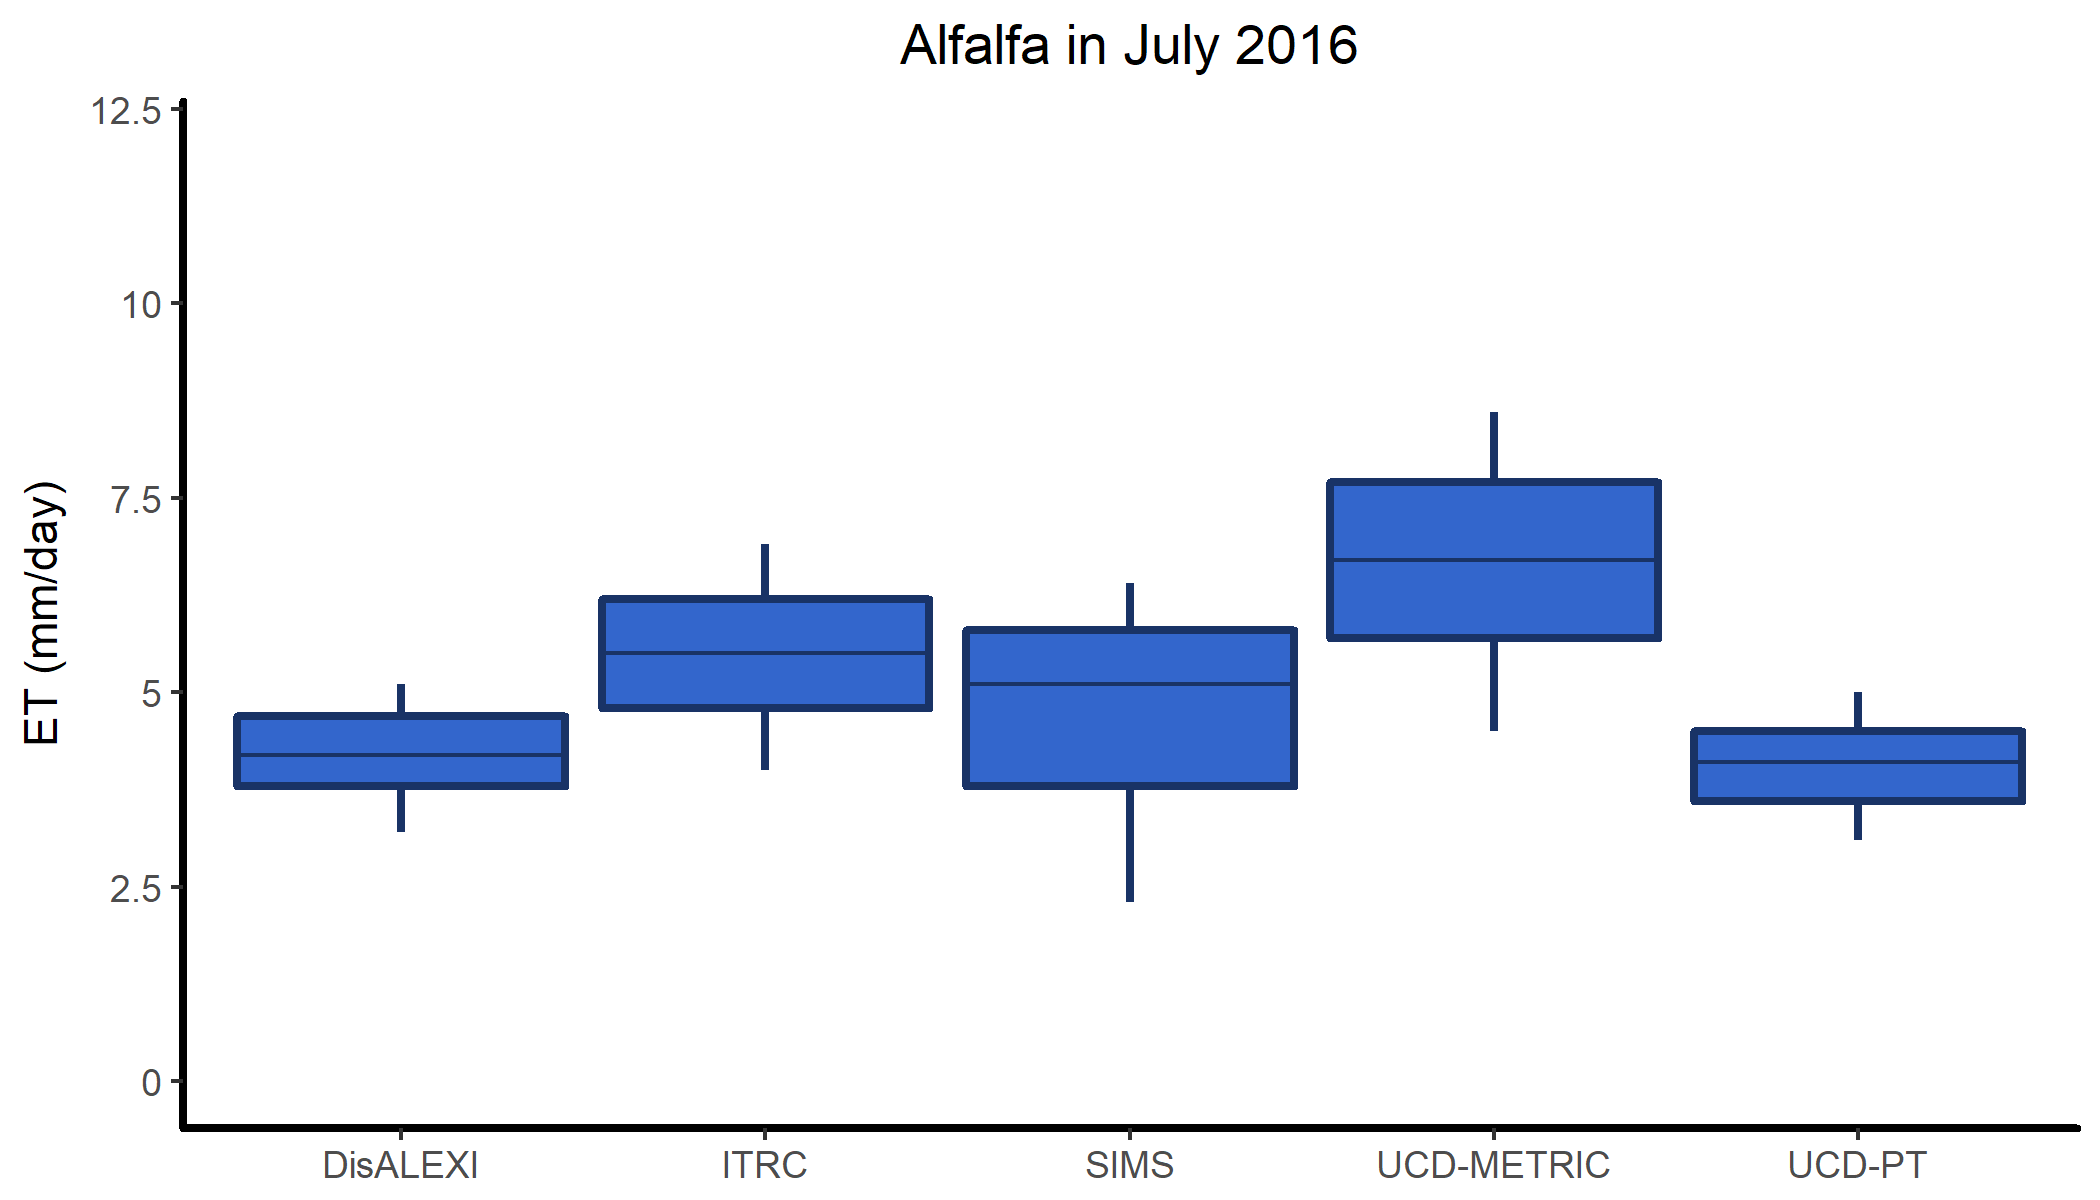 Alfalfa in July 2016
12.5
10
7.5
5
2.5
0
ET (mm/day)
DisALEXI
ITRC
SIMS
UCD-METRIC
UCD-PT